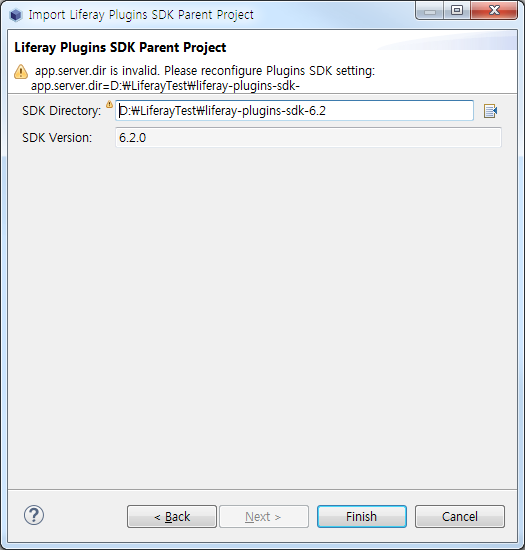 Import Liferay Plugins SDK Parent Project
Liferay Plugins SDK Parent Project
app.server.dir is invalid. Please reconfigure Plugins SDK setting:
app.server.dir=D:₩LiferayTest₩liferay-plugins-sdk-
SDK Directory: D:₩LiferayTest₩liferay-plugins-sdk-6.2
SDK Version: 6.2.0
?
< Back Next > Finish Cancel